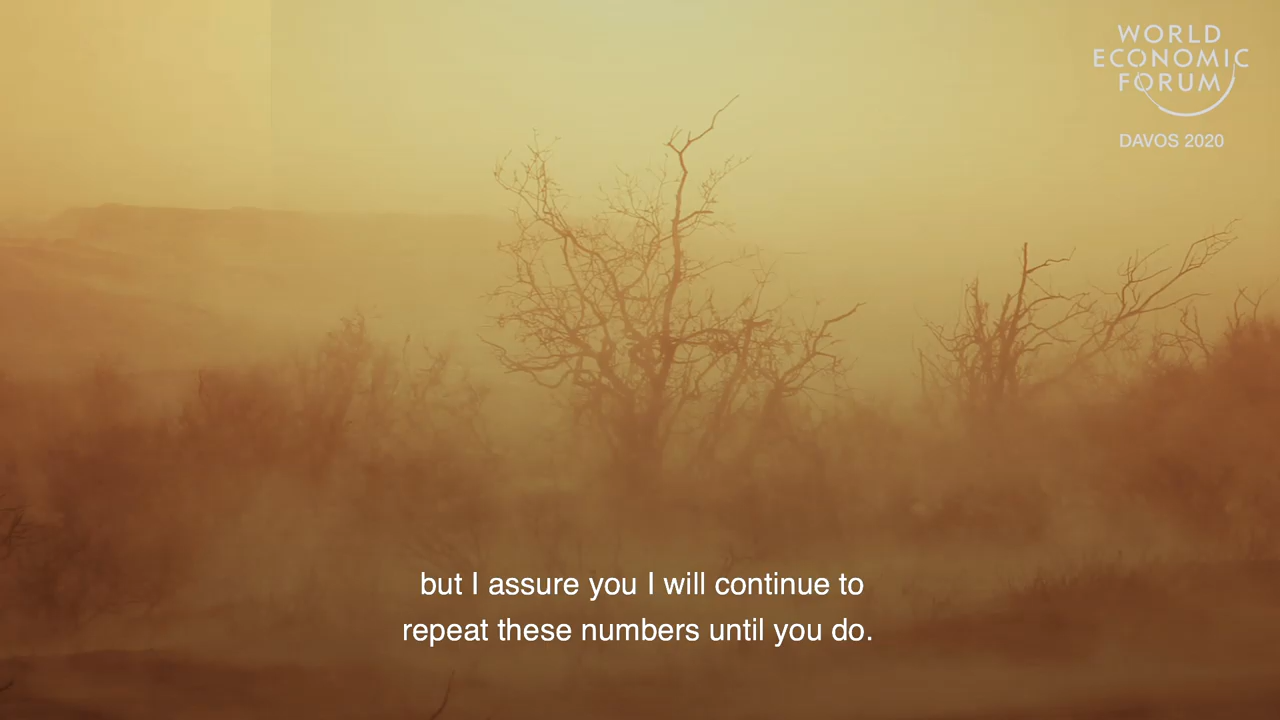 WORLD
ECONOMIC
FORUM
DAVOS 2020
but I assure you I will continue to
repeat these numbers until you do.